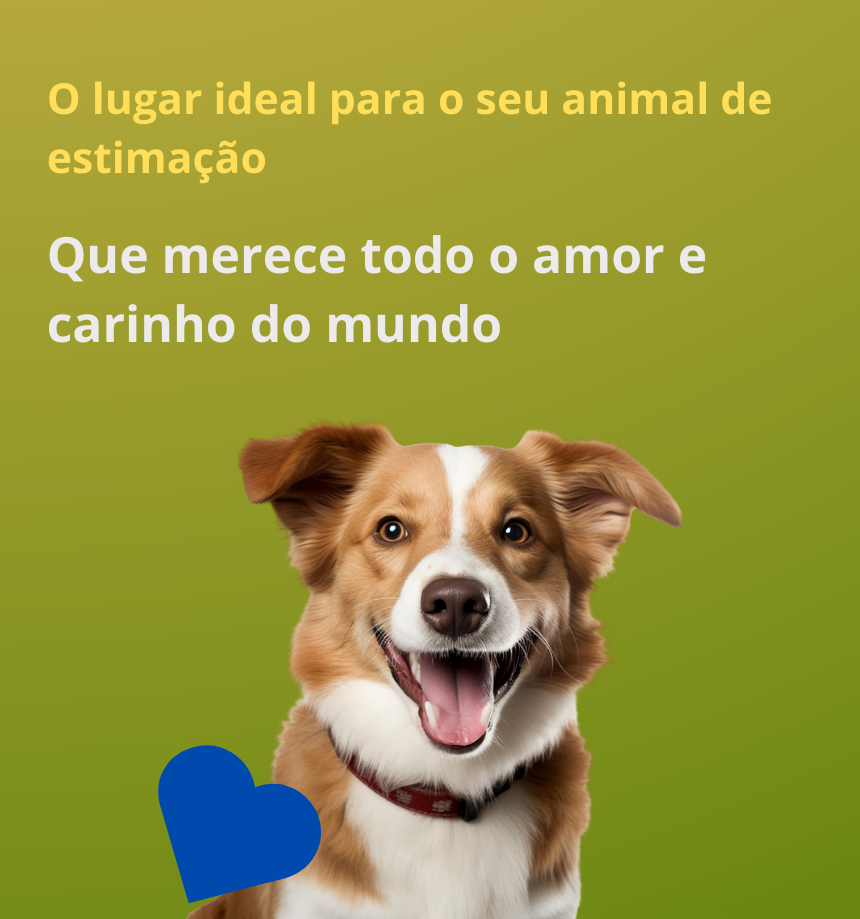 O lugar ideal para o seu animal de
estimação
Que merece todo o amor e
carinho do mundo